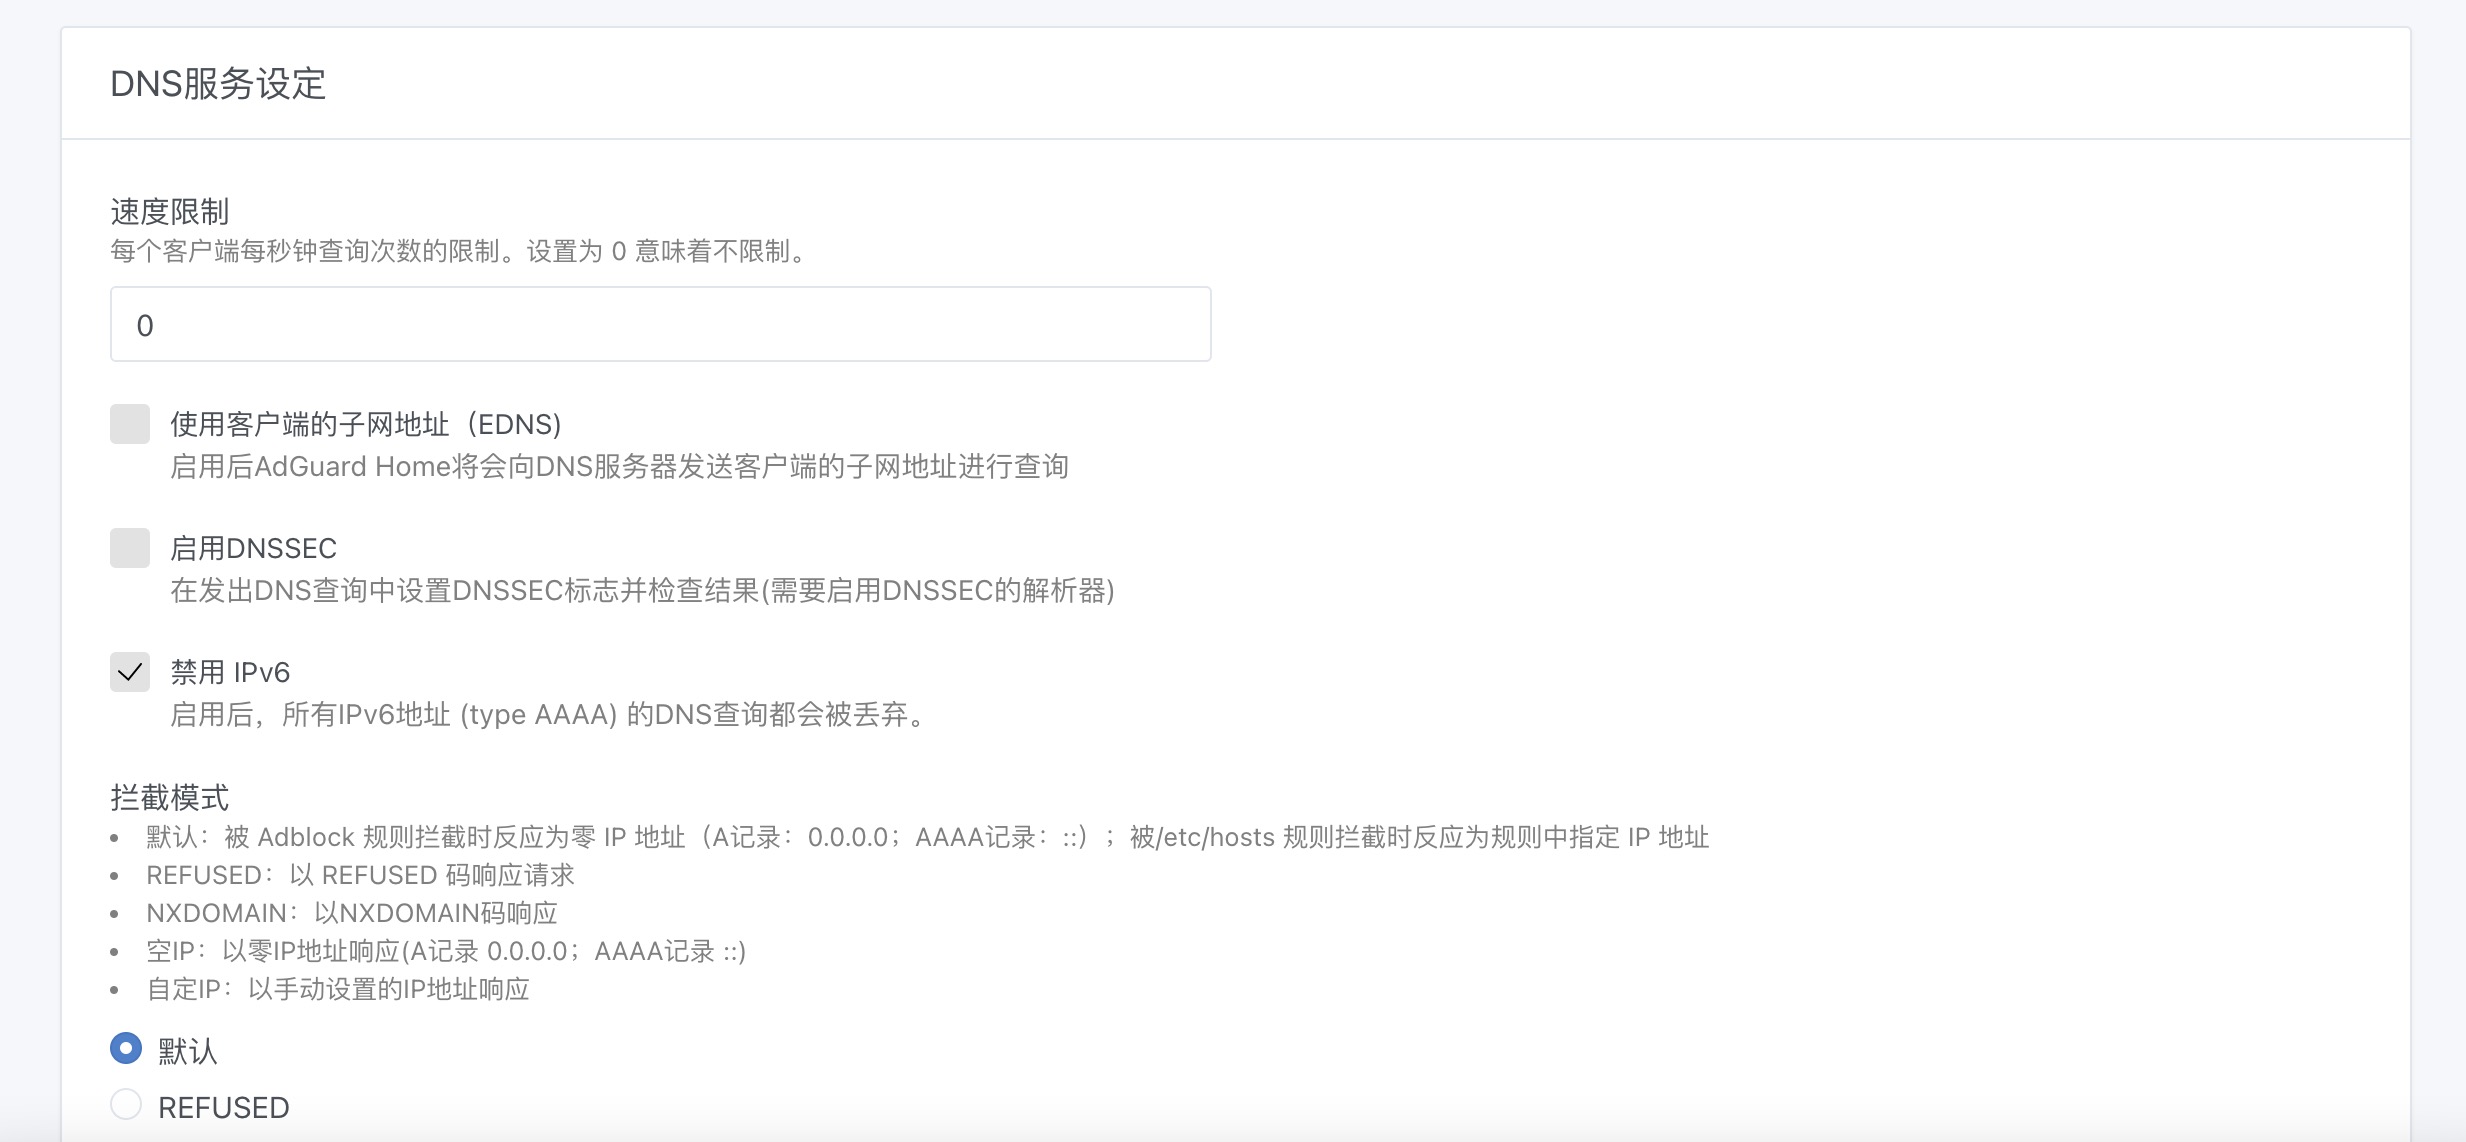 DNS服务设定
速度限制
每个客户端每秒钟查询次数的限制。设置为 0 意味着不限制。
0
使用客户端的子网地址（EDNS)
启用后AdGuard Home将会向DNS服务器发送客户端的子网地址进行查询
启用DNSSEC
在发出DNS查询中设置DNSSEC标志并检查结果(需要启用DNSSEC的解析器)
禁用 IPv6
启用后，所有IPv6地址 (type AAAA) 的DNS查询都会被丢弃。
拦截模式
• 默认：被 Adblock 规则拦截时反应为零 IP 地址（A记录：0.0.0.0；AAAA记录：::）；被/etc/hosts 规则拦截时反应为规则中指定 IP 地址
• REFUSED：以 REFUSED 码响应请求
• NXDOMAIN：以NXDOMAIN码响应
• 空IP：以零IP地址响应(A记录 0.0.0.0；AAAA记录 ::)
• 自定IP：以手动设置的IP地址响应
默认
REFUSED